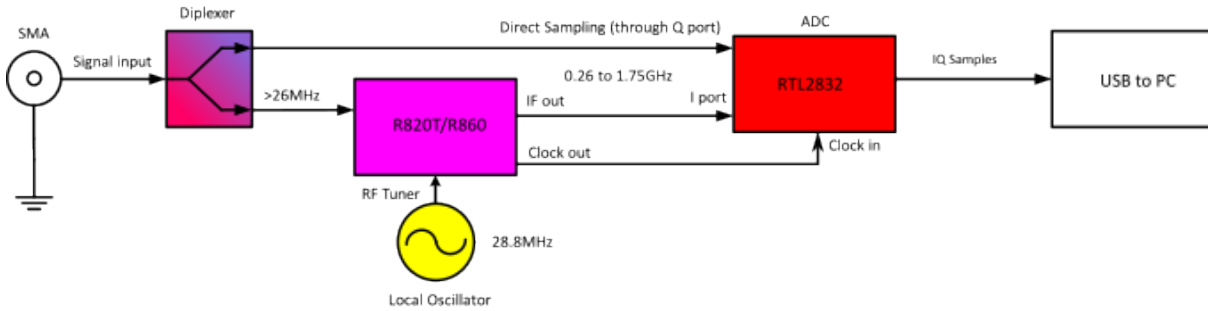 Diplexer
ADC
SMA
Direct Sampling (through Q port)
Signal input
IQ Samples
0.26 to 1.75GHz
RTL2832
USB to PC
>26MHz
IF out
I port
R820T/R860
Clock out
Clock in
RF Tuner
28.8MHz
Local Oscillator